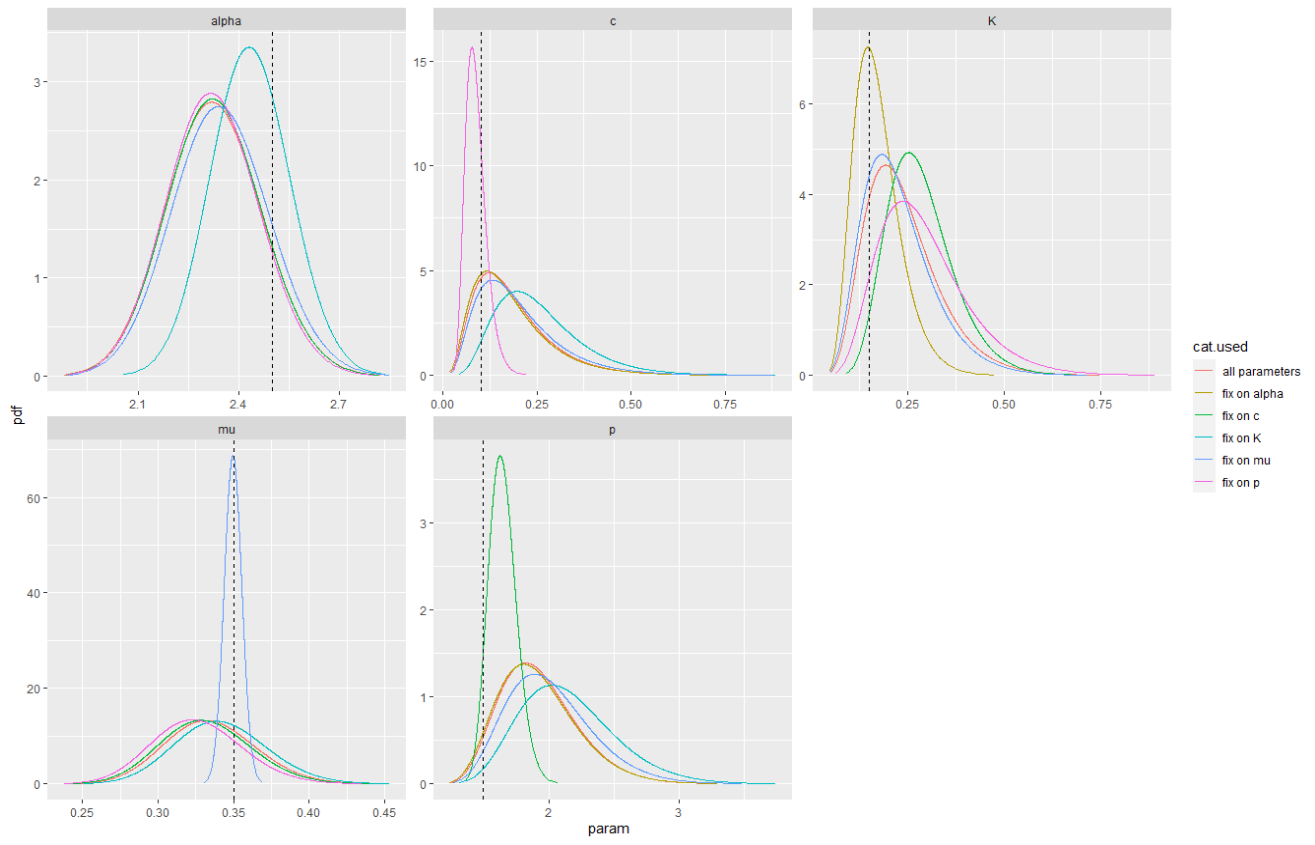 alpha
c
K
3
2
1
0
2.1
2.4
2.7
15
10
5
0
0.00
0.25
0.50
0.75
6
4
2
0
0.25
0.50
0.75
cat.used
all parameters
fix on alpha
fix on c
fix on K
fix on mu
fix on p
pdf
mu
p
60
40
20
0
0.25
0.30
0.35
0.40
0.45
3
2
1
0
2
3
param